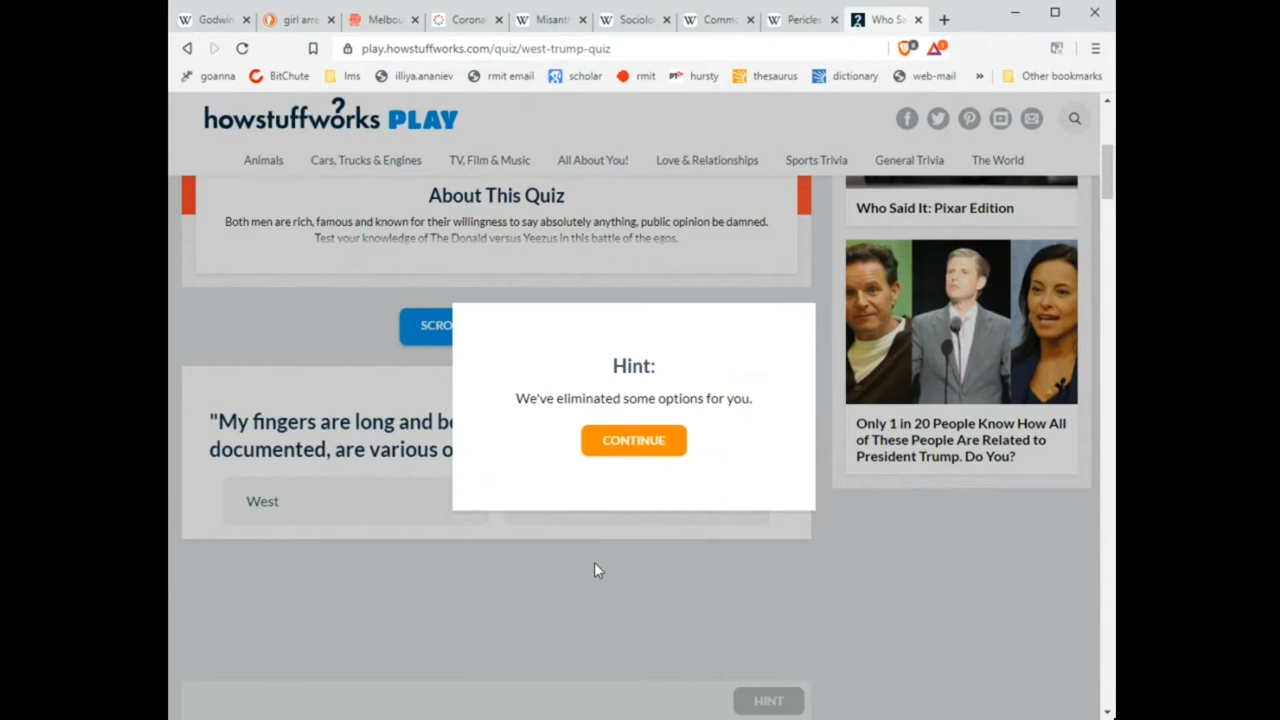 Godwin
girl arre
Melbou
Corona
Misanth
Sociolo
Commo
Pericles
Who Sa
play.howstuffworks.com/quiz/west-trump-quiz
goanna
BitChute
lms
illiya.ananiev
rmit email
scholar
rmit
hursty
thesaurus
dictionary
web-mail
»
Other bookmarks
howstuffworks PLAY
Animals
Cars, Trucks & Engines
TV, Film & Music
All About You!
Love & Relationships
Sports Trivia
General Trivia
The World
About This Quiz
Both men are rich, famous and known for their willingness to say absolutely anything, public opinion be damned.
Test your knowledge of The Donald versus Yeezus in this battle of the egos.
Who Said It: Pixar Edition
SCRO
Hint:
We've eliminated some options for you.
CONTINUE
"My fingers are long and be
documented, are various o
West
Only 1 in 20 People Know How All
of These People Are Related to
President Trump. Do You?
HINT